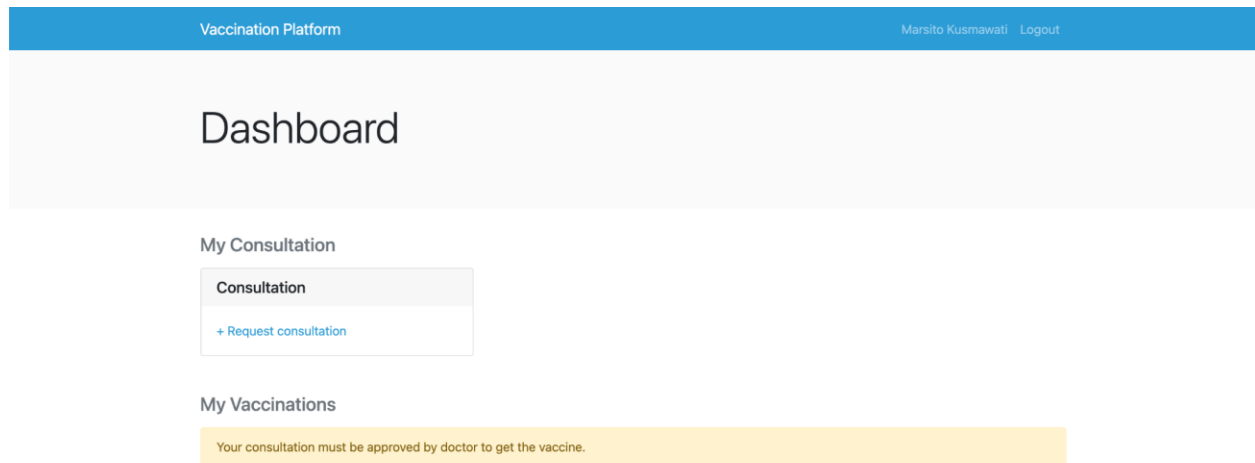 Vaccination Platform
Marsito Kusmawati Logout
Dashboard
My Consultation
Consultation
+ Request consultation
My Vaccinations
Your consultation must be approved by doctor to get the vaccine.